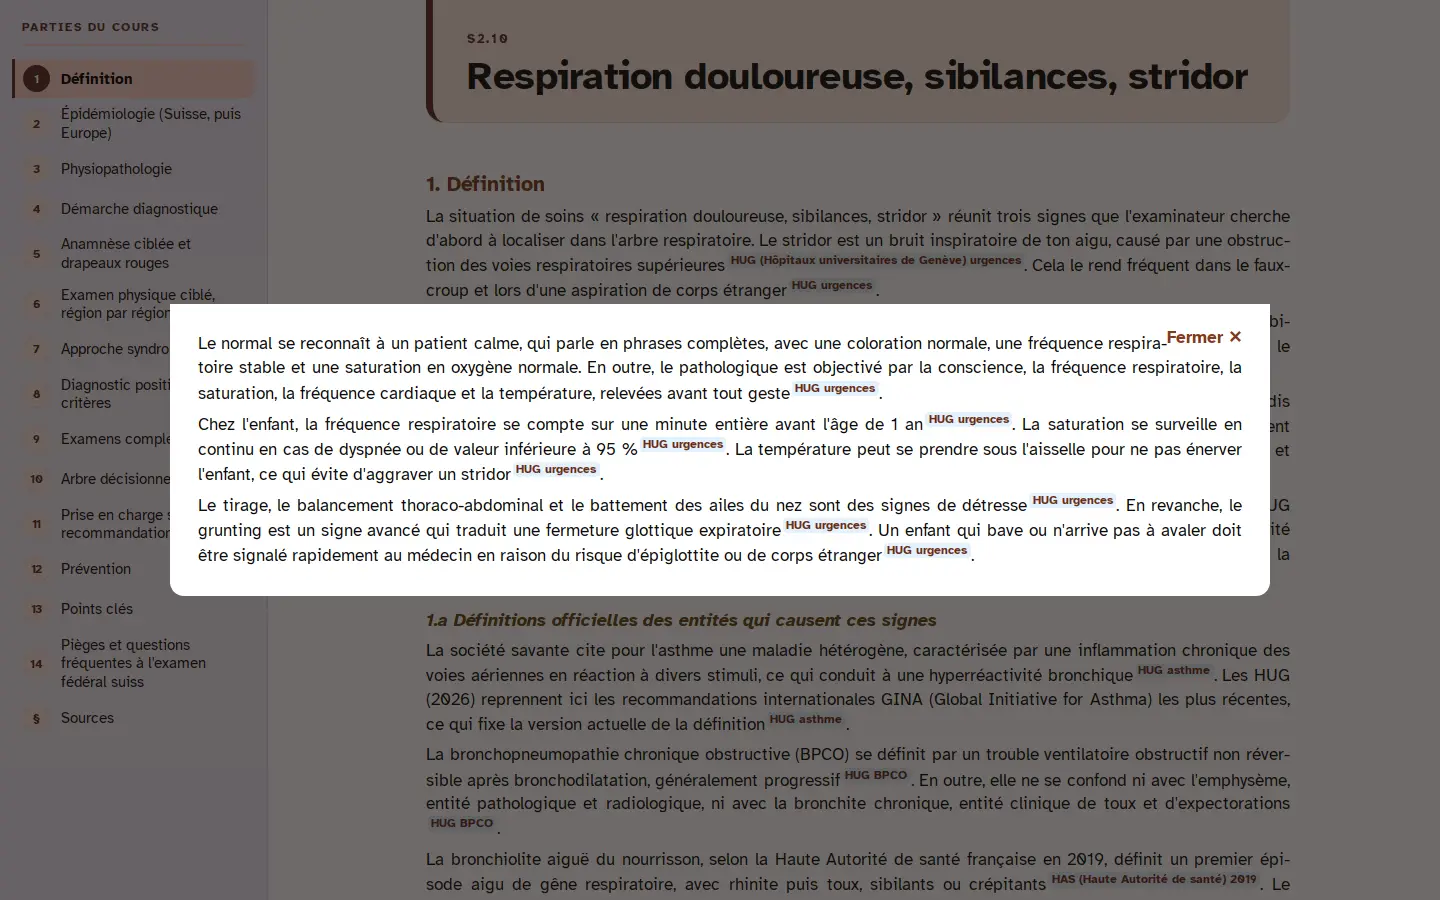 PARTIES DU COURS
1 Définition
2 Épidémiologie (Suisse, puis
Europe)
3 Physiopathologie
4 Démarche diagnostique
5 Anamnèse ciblée et
drapeaux rouges
6 Examen physique ciblé,
région par région
7 Approche syndro
8 Diagnostic positi
critères
9 Examens complé
10 Arbre décisionne
11 Prise en charge s
recommandation
12 Prévention
13 Points clés
14 Pièges et questions
fréquentes à l'examen
fédéral suiss
§ Sources
S2.10
Respiration douloureuse, sibilances, stridor
1. Définition
La situation de soins « respiration douloureuse, sibilances, stridor » réunit trois signes que l'examinateur cherche
d'abord à localiser dans l'arbre respiratoire. Le stridor est un bruit inspiratoire de ton aigu, causé par une obstruc-
tion des voies respiratoires supérieures HUG (Hôpitaux universitaires de Genève) urgences. Cela le rend fréquent dans le faux-
croup et lors d'une aspiration de corps étranger HUG urgences.
bi-
le
dis
ent
et
UG
ité
la
Fermer ✕
Le normal se reconnaît à un patient calme, qui parle en phrases complètes, avec une coloration normale, une fréquence respira-
toire stable et une saturation en oxygène normale. En outre, le pathologique est objectivé par la conscience, la fréquence respiratoire, la
saturation, la fréquence cardiaque et la température, relevées avant tout geste HUG urgences.
Chez l'enfant, la fréquence respiratoire se compte sur une minute entière avant l'âge de 1 an HUG urgences. La saturation se surveille en
continu en cas de dyspnée ou de valeur inférieure à 95 % HUG urgences. La température peut se prendre sous l'aisselle pour ne pas énerver
l'enfant, ce qui évite d'aggraver un stridor HUG urgences.
Le tirage, le balancement thoraco-abdominal et le battement des ailes du nez sont des signes de détresse HUG urgences. En revanche, le
grunting est un signe avancé qui traduit une fermeture glottique expiratoire HUG urgences. Un enfant qui bave ou n'arrive pas à avaler doit
être signalé rapidement au médecin en raison du risque d'épiglottite ou de corps étranger HUG urgences.
1.a Définitions officielles des entités qui causent ces signes
La société savante cite pour l'asthme une maladie hétérogène, caractérisée par une inflammation chronique des
voies aériennes en réaction à divers stimuli, ce qui conduit à une hyperréactivité bronchique HUG asthme. Les HUG
(2026) reprennent ici les recommandations internationales GINA (Global Initiative for Asthma) les plus récentes,
ce qui fixe la version actuelle de la définition HUG asthme.
La bronchopneumopathie chronique obstructive (BPCO) se définit par un trouble ventilatoire obstructif non réver-
sible après bronchodilatation, généralement progressif HUG BPCO. En outre, elle ne se confond ni avec l'emphysème,
entité pathologique et radiologique, ni avec la bronchite chronique, entité clinique de toux et d'expectorations
HUG BPCO.
La bronchiolite aiguë du nourrisson, selon la Haute Autorité de santé française en 2019, définit un premier épi-
sode aigu de gêne respiratoire, avec rhinite puis toux, sibilants ou crépitants HAS (Haute Autorité de santé) 2019. Le